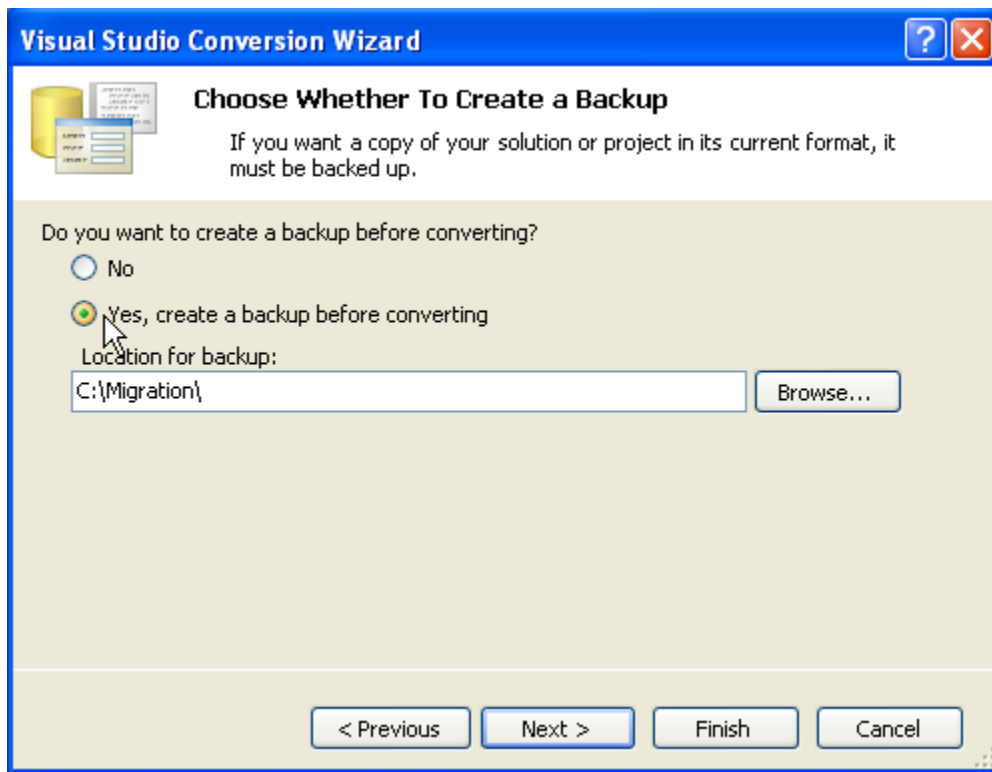 Visual Studio Conversion Wizard
Choose Whether To Create a Backup
If you want a copy of your solution or project in its current format, it
must be backed up.
Do you want to create a backup before converting?
No
Yes, create a backup before converting
Location for backup:
C:\Migration\
Browse...
< Previous
Next >
Finish
Cancel